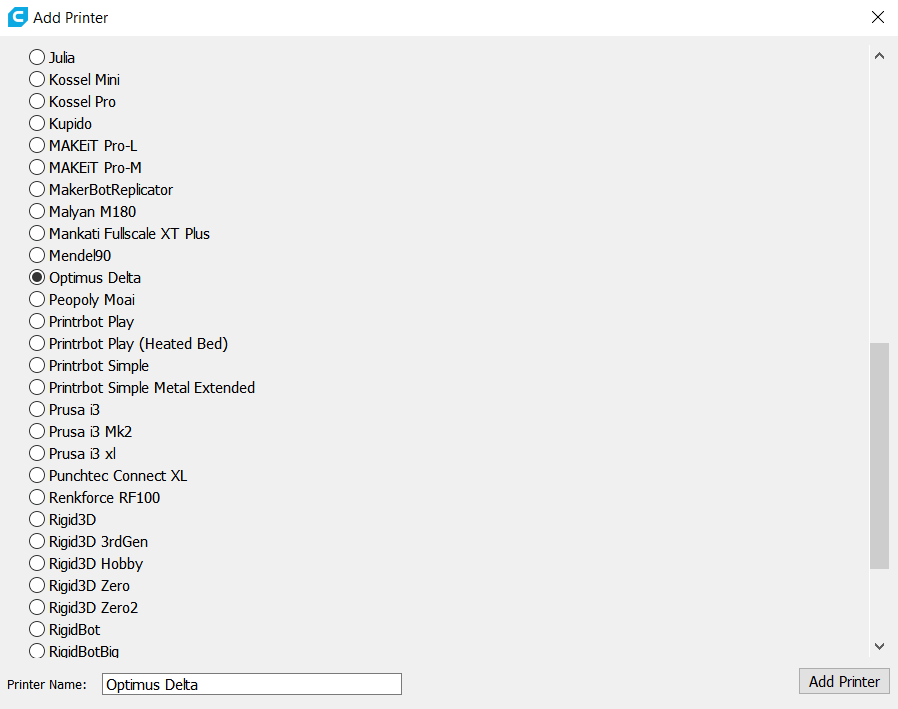 Add Printer
Julia
Kossel Mini
Kossel Pro
Kupido
MAKEiT Pro-L
MAKEiT Pro-M
MakerBotReplicator
Malyan M180
Mankati Fullscale XT Plus
Mendel90
Optimus Delta
Peopoly Moai
Printrbot Play
Printrbot Play (Heated Bed)
Printrbot Simple
Printrbot Simple Metal Extended
Prusa i3
Prusa i3 Mk2
Prusa i3 xl
Punchtec Connect XL
Renkforce RF100
Rigid3D
Rigid3D 3rdGen
Rigid3D Hobby
Rigid3D Zero
Rigid3D Zero2
RigidBot
RigidBotBig
Printer Name: Optimus Delta Add Printer